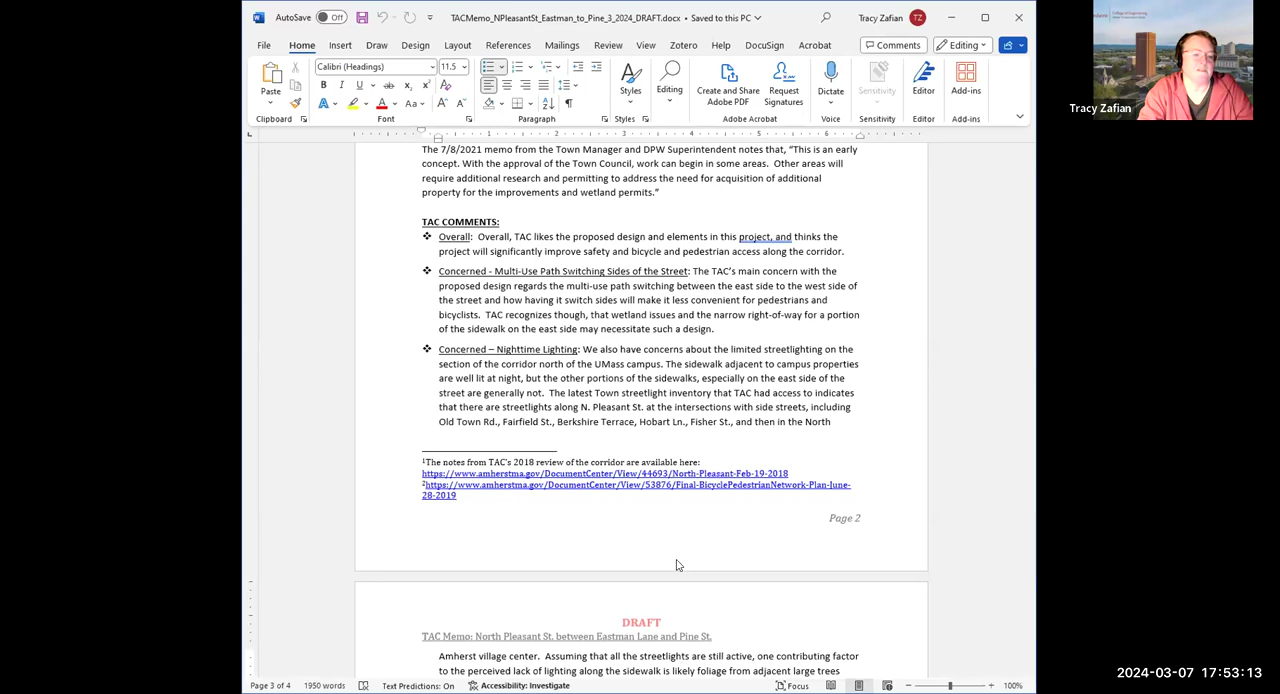 AutoSave
Off
TACMemo_NPleasantSt_Eastman_to_Pine_3_2024_DRAFT.docx • Saved to this PC
Tracy Zafian
TZ
File Home Insert Draw Design Layout References Mailings Review View Zotero Help DocuSign Acrobat
Comments
Editing
Calibri (Headings) 11.5
Paste
Styles
Editing
Create and Share Adobe PDF
Request Signatures
Dictate
Sensitivity
Editor
Add-ins
Clipboard Font Paragraph Styles Adobe Acrobat Voice Sensitivity Editor Add-ins
1 2 3 4 5 6
The 7/8/2021 memo from the Town Manager and DPW Superintendent notes that, “This is an early
concept. With the approval of the Town Council, work can begin in some areas. Other areas will
require additional research and permitting to address the need for acquisition of additional
property for the improvements and wetland permits.”
TAC COMMENTS:
❖ Overall: Overall, TAC likes the proposed design and elements in this project, and thinks the
project will significantly improve safety and bicycle and pedestrian access along the corridor.
❖ Concerned - Multi-Use Path Switching Sides of the Street: The TAC's main concern with the
proposed design regards the multi-use path switching between the east side to the west side of
the street and how having it switch sides will make it less convenient for pedestrians and
bicyclists. TAC recognizes though, that wetland issues and the narrow right-of-way for a portion
of the sidewalk on the east side may necessitate such a design.
❖ Concerned – Nighttime Lighting: We also have concerns about the limited streetlighting on the
section of the corridor north of the UMass campus. The sidewalk adjacent to campus properties
are well lit at night, but the other portions of the sidewalks, especially on the east side of the
street are generally not. The latest Town streetlight inventory that TAC had access to indicates
that there are streetlights along N. Pleasant St. at the intersections with side streets, including
Old Town Rd., Fairfield St., Berkshire Terrace, Hobart Ln., Fisher St., and then in the North
1The notes from TAC's 2018 review of the corridor are available here:
https://www.amherstma.gov/DocumentCenter/View/44693/North-Pleasant-Feb-19-2018
2https://www.amherstma.gov/DocumentCenter/View/53876/Final-BicyclePedestrianNetwork-Plan-June-
28-2019
Page 2
DRAFT
TAC Memo: North Pleasant St. between Eastman Lane and Pine St.
Amherst village center. Assuming that all the streetlights are still active, one contributing factor
to the perceived lack of lighting along the sidewalk is likely foliage from adjacent large trees
Page 3 of 4 1950 words Text Predictions: On Accessibility: Investigate Focus 100%
Tracy Zafian
2024-03-07 17:53:13